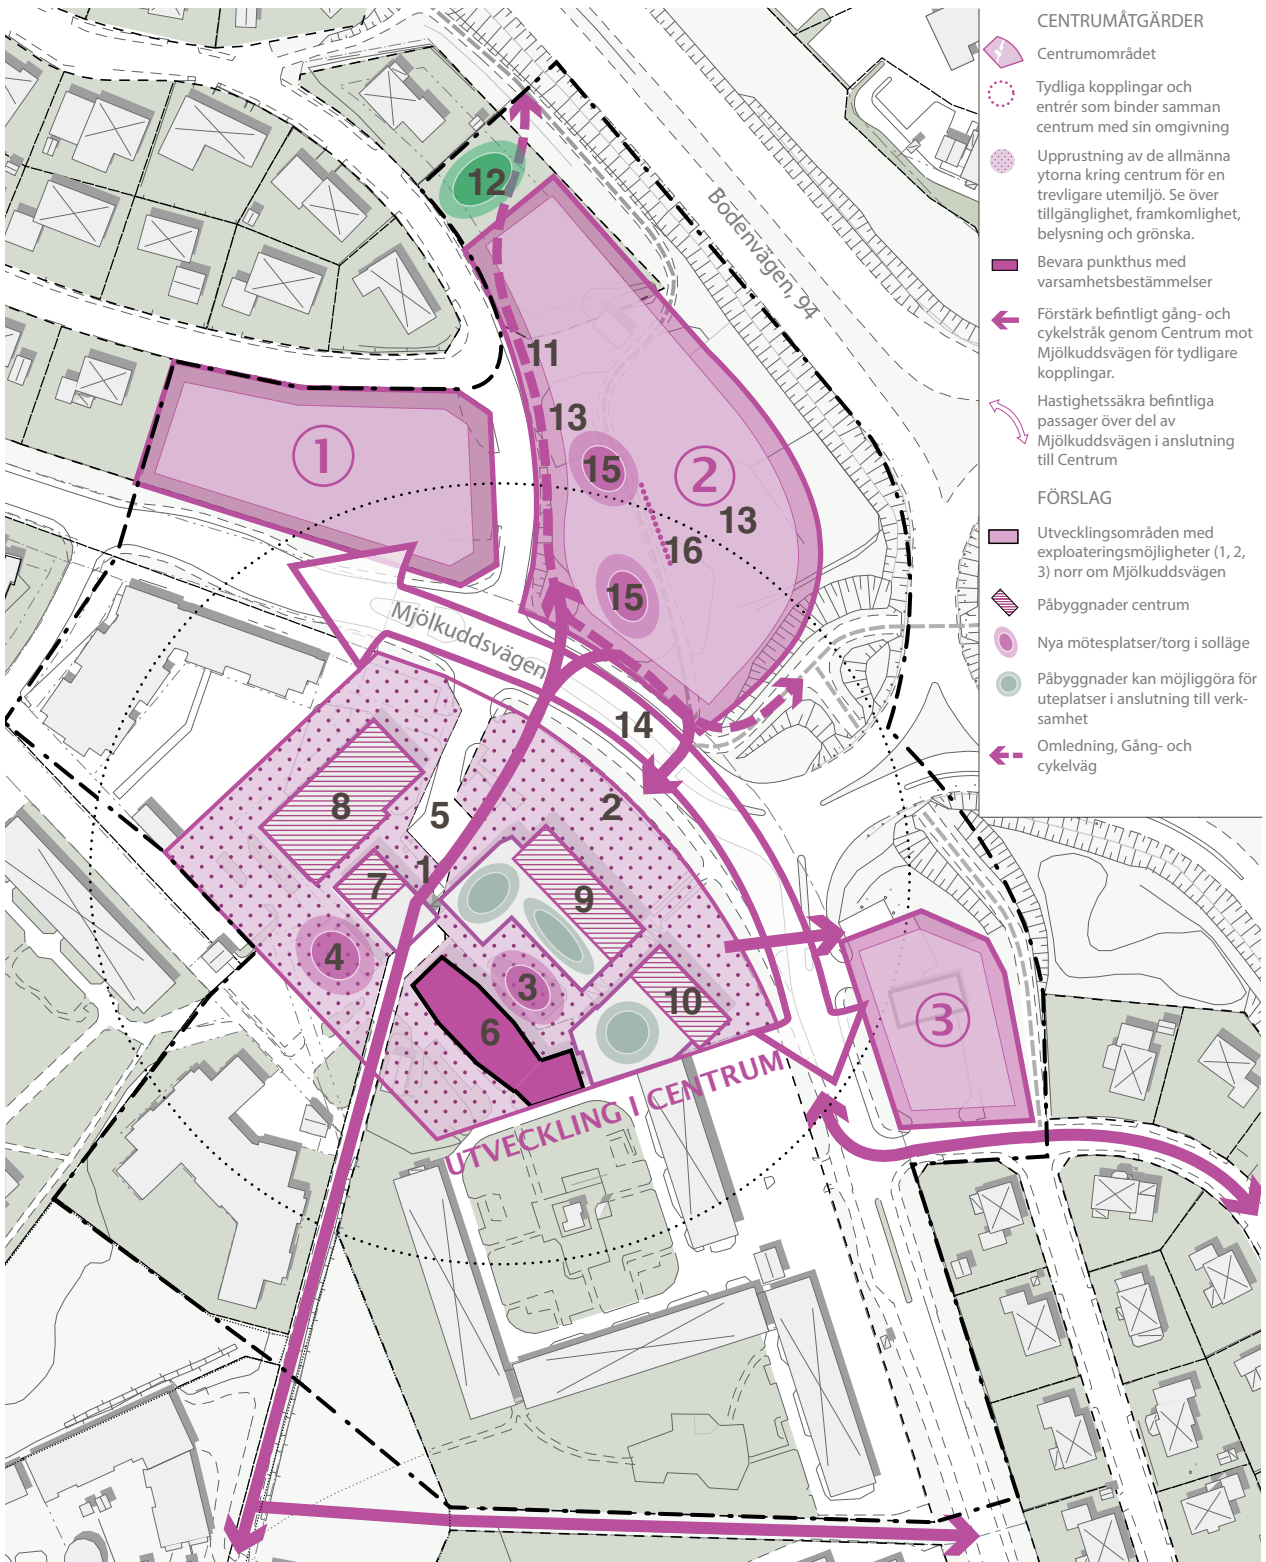 CENTRUMÅTGÄRDER
Centrumområdet
Tydliga kopplingar och
entrér som binder samman
centrum med sin omgivning
Upprustning av de allmänna
ytorna kring centrum för en
trevligare utemiljö. Se över
tillgänglighet, framkomlighet,
belysning och grönska.
Bevara punkthus med
varsamhetsbestämmelser
Förstärk befintligt gång- och
cykelstråk genom Centrum mot
Mjölkuddsvägen för tydligare
kopplingar.
Hastighetssäkra befintliga
passager över del av
Mjölkuddsvägen i anslutning
till Centrum
FÖRSLAG
Utvecklingsområden med
exploateringsmöjligheter (1, 2,
3) norr om Mjölkuddsvägen
Påbyggnader centrum
Nya mötesplatser/torg i solläge
Påbyggnader kan möjliggöra för
uteplatser i anslutning till verk-
samhet
Omledning, Gång- och
cykelväg
12
Bodenvägen, 94
11
13
1
15
2
13
16
15
Mjölkuddsvägen
14
8
5
2
7
1
9
4
3
10
6
3
UTVECKLING I CENTRUM